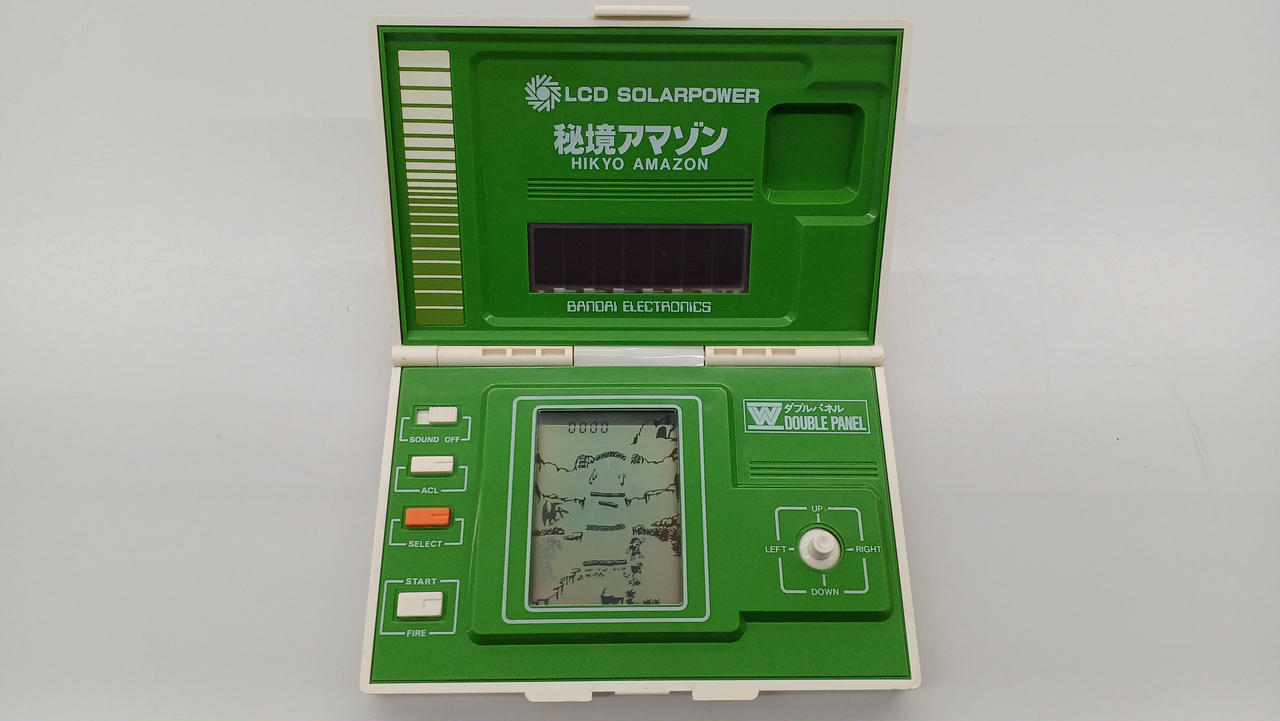 LCD SOLARPOWER
秘境アマゾン
HIKYO AMAZON
BANDAI ELECTRONICS
SOUND OFF
ACL
SELECT
START
FIRE
0000
W ダブルパネル
DOUBLE PANEL
UP
LEFT
RIGHT
DOWN